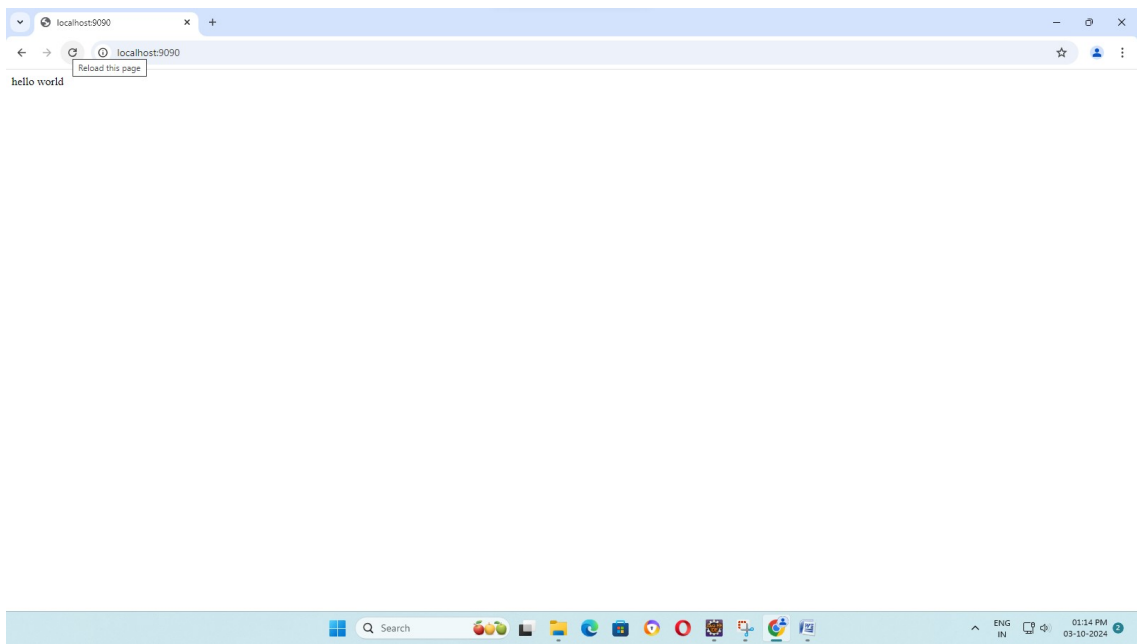 localhost:9090
localhost:9090
Reload this page
hello world
Search
ENG
IN
01:14 PM
03-10-2024
2